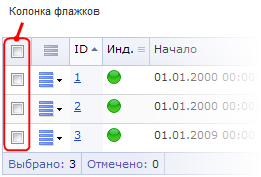 Колонка флажков
ID Инд. Начало
1 01.01.2000 00:00
2 01.01.2000 00:00
3 01.01.2009 00:00
Выбрано: 3 Отмечено: 0